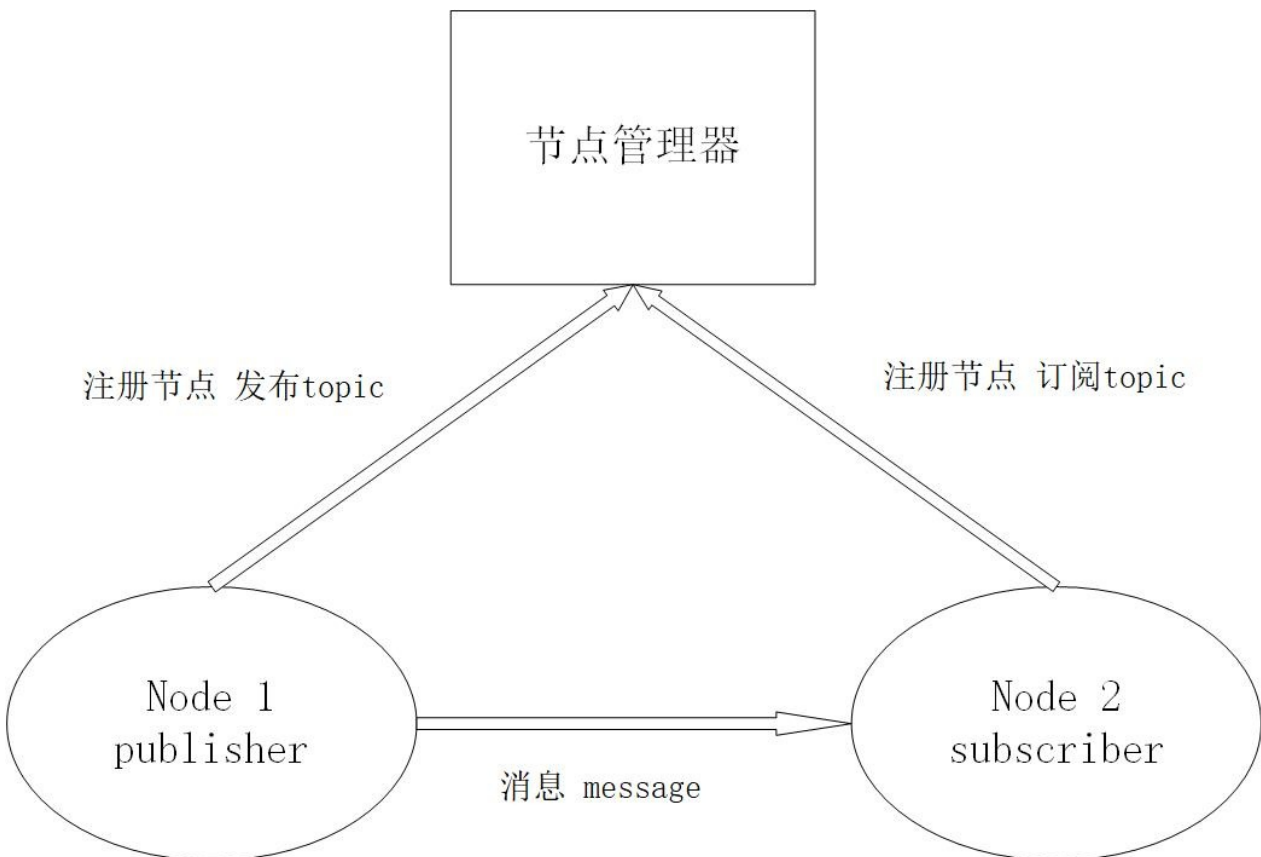 节点管理器
注册节点 发布topic
注册节点 订阅topic
Node 1
publisher
Node 2
subscriber
消息 message